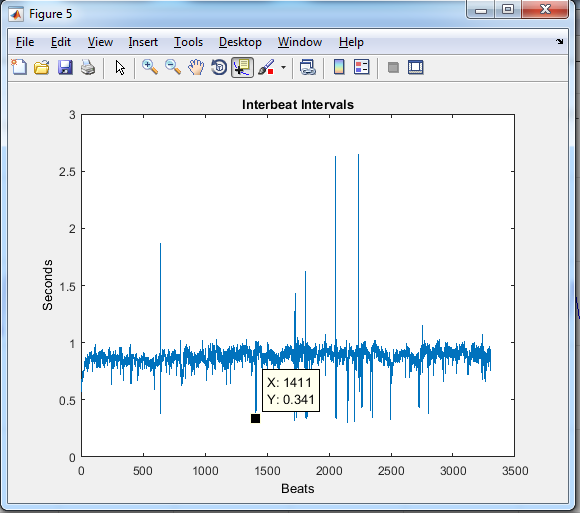 Figure 5
File Edit View Insert Tools Desktop Window Help
Interbeat Intervals
3
2.5
2
1.5
1
0.5
0
Seconds
X: 1411
Y: 0.341
0 500 1000 1500 2000 2500 3000 3500
Beats